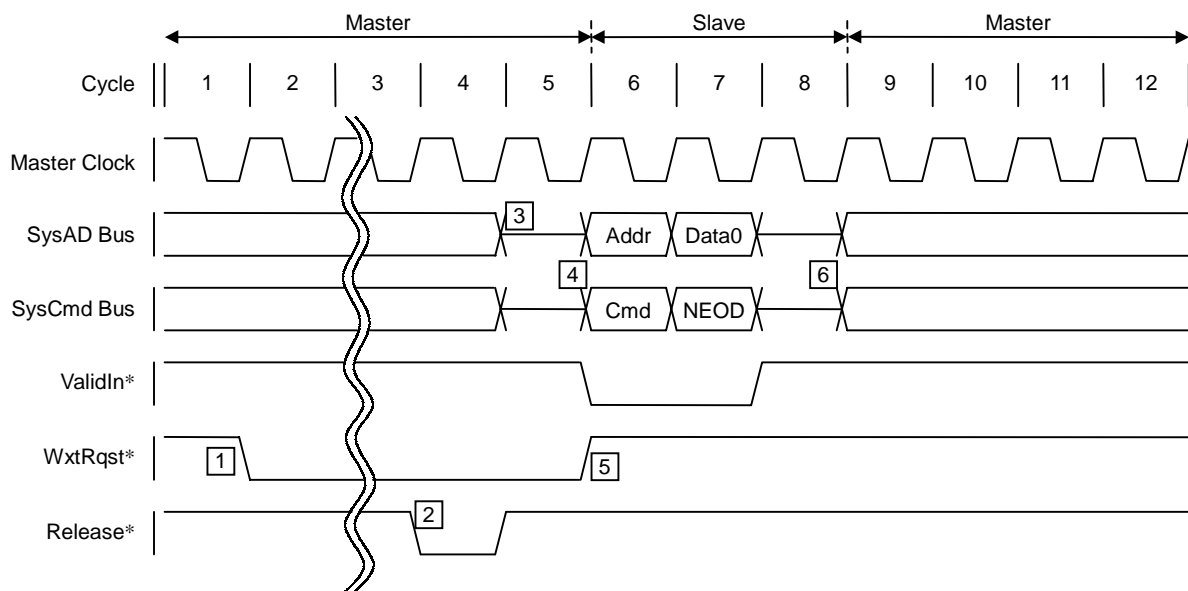 Master Slave Master
Cycle 1 2 3 4 5 6 7 8 9 10 11 12
Master Clock
3
SysAD Bus Addr Data0
4 6
SysCmd Bus Cmd NEOD
ValidIn*
WxtRqst* 1 5
Release* 2